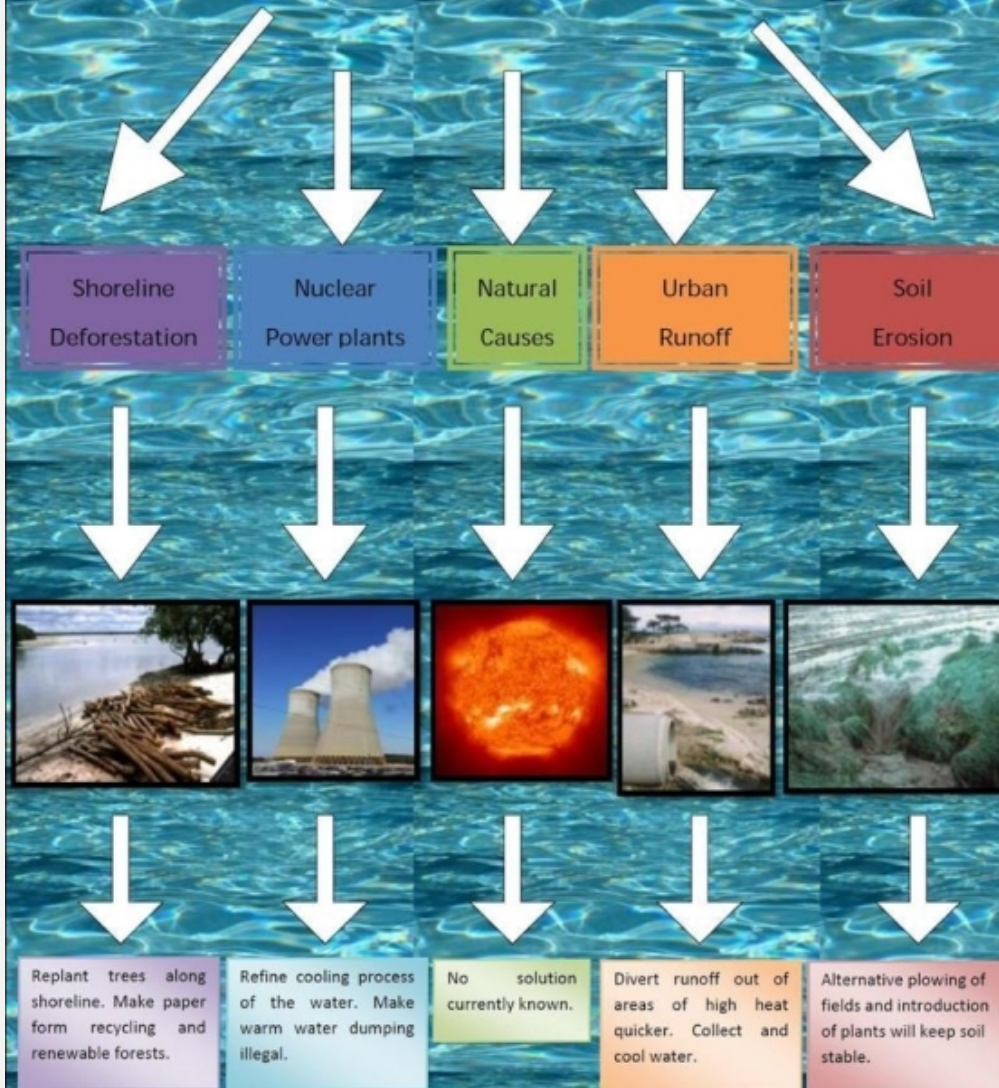 Shoreline
Deforestation
Nuclear
Power plants
Natural
Causes
Urban
Runoff
Soil
Erosion
Replant trees along
shoreline. Make paper
form recycling and
renewable forests.
Refine cooling process
of the water. Make
warm water dumping
illegal.
No solution
currently known.
Divert runoff out of
areas of high heat
quicker. Collect and
cool water.
Alternative plowing of
fields and introduction
of plants will keep soil
stable.